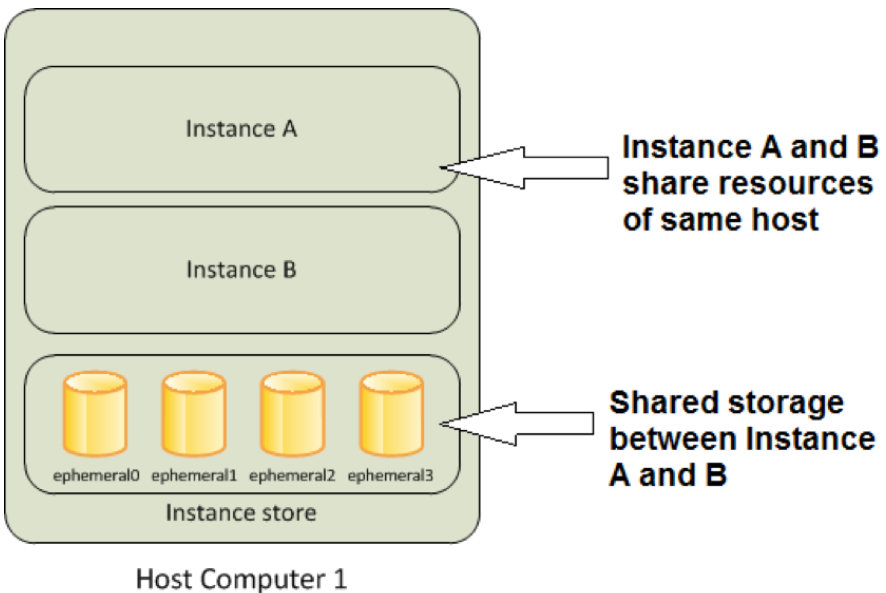 Instance A
Instance A and B
share resources
of same host
Instance B
Shared storage
between Instance
A and B
ephemeral0 ephemeral1 ephemeral2 ephemeral3
Instance store
Host Computer 1